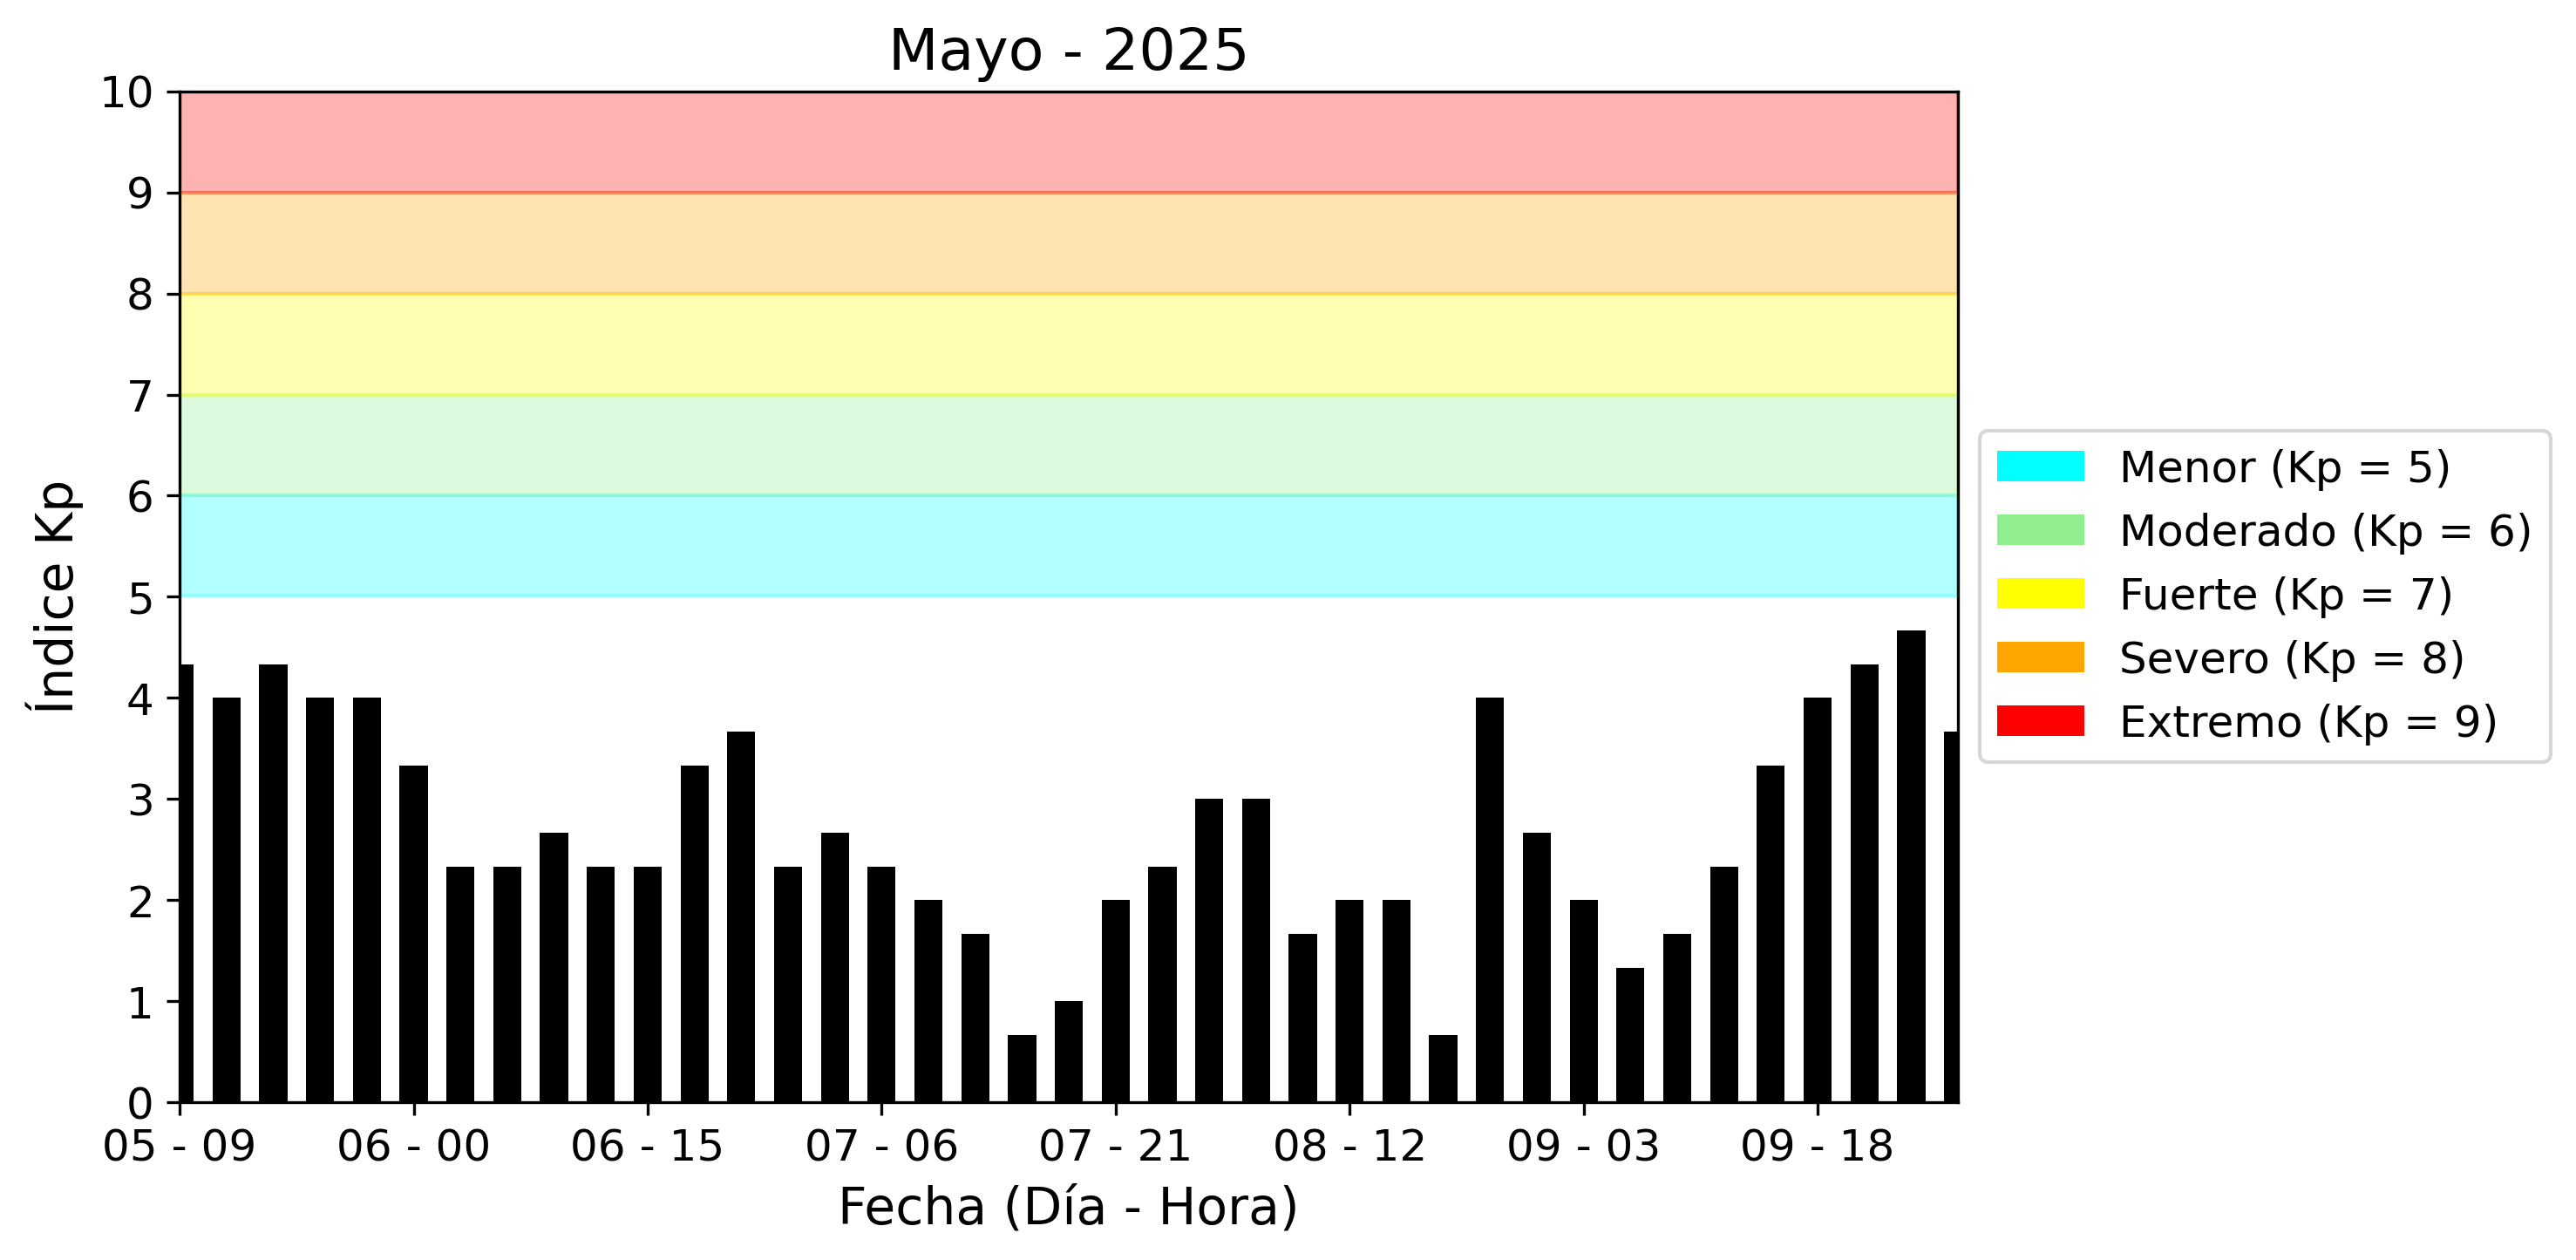 Mayo - 2025
10
9
8
7
6
5
4
3
2
1
0
Índice Kp
05 - 09
06 - 00
06 - 15
07 - 06
07 - 21
08 - 12
09 - 03
09 - 18
Fecha (Día - Hora)
Menor (Kp = 5)
Moderado (Kp = 6)
Fuerte (Kp = 7)
Severo (Kp = 8)
Extremo (Kp = 9)